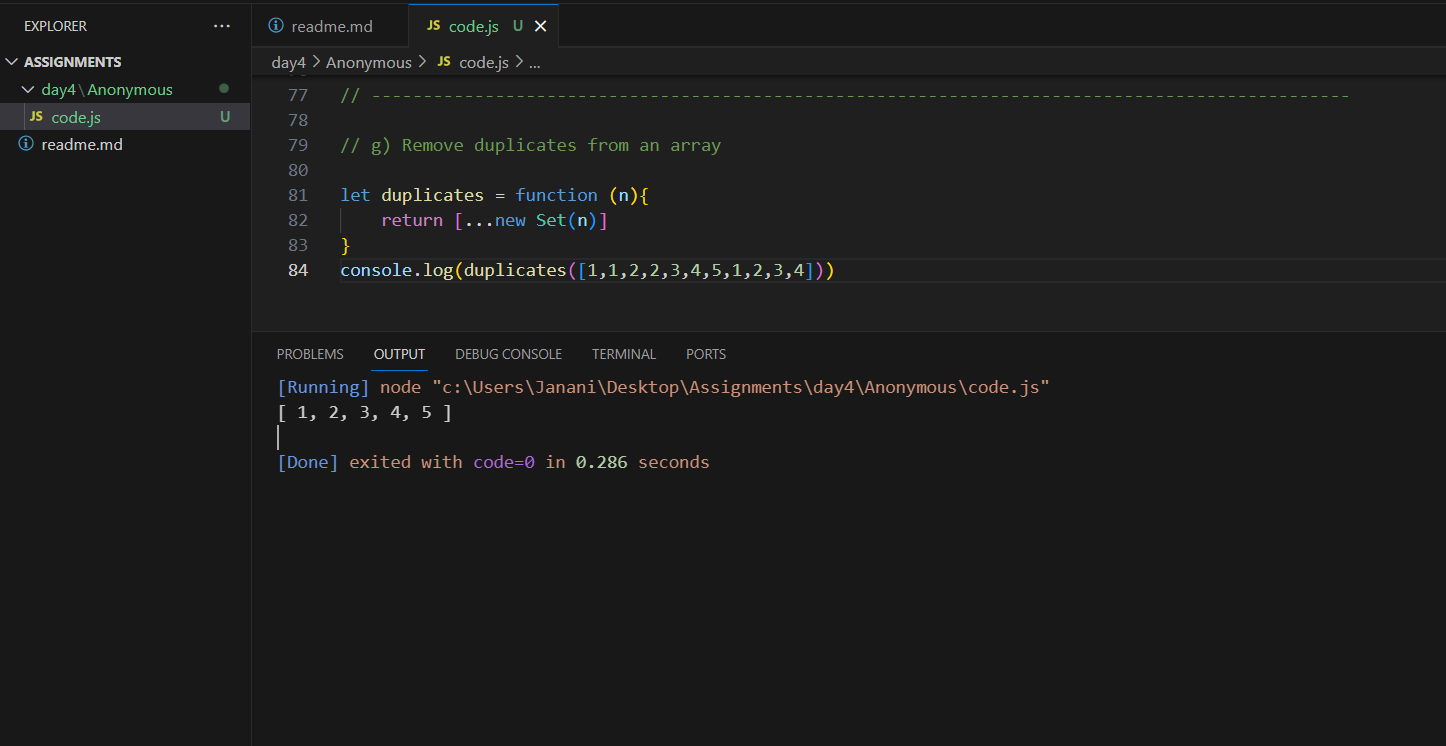 EXPLORER ...
ASSIGNMENTS
day4\Anonymous
JS code.js U
readme.md
readme.md JS code.js U
day4 > Anonymous > JS code.js > ...
77 // -----------------------------------------------------------------------------------------------
78
79 // g) Remove duplicates from an array
80
81 let duplicates = function (n){
82 return [...new Set(n)]
83 }
84 console.log(duplicates([1,1,2,2,3,4,5,1,2,3,4]))
PROBLEMS OUTPUT DEBUG CONSOLE TERMINAL PORTS
[Running] node "c:\Users\Janani\Desktop\Assignments\day4\Anonymous\code.js"
[ 1, 2, 3, 4, 5 ]
[Done] exited with code=0 in 0.286 seconds